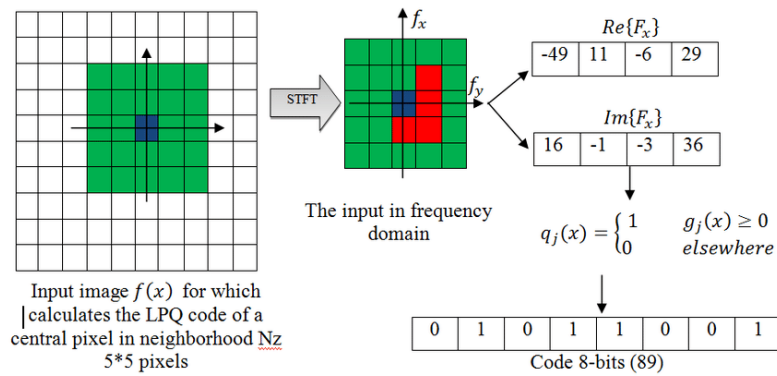 f_x
Re{F_x}
-49 11 -6 29
STFT
f_y
Im{F_x}
16 -1 -3 36
The input in frequency
domain
q_j(x) = {1 g_j(x) ≥ 0
0 elsewhere
Input image f(x) for which
calculates the LPQ code of a
central pixel in neighborhood Nz
5*5 pixels
0 1 0 1 1 0 0 1
Code 8-bits (89)